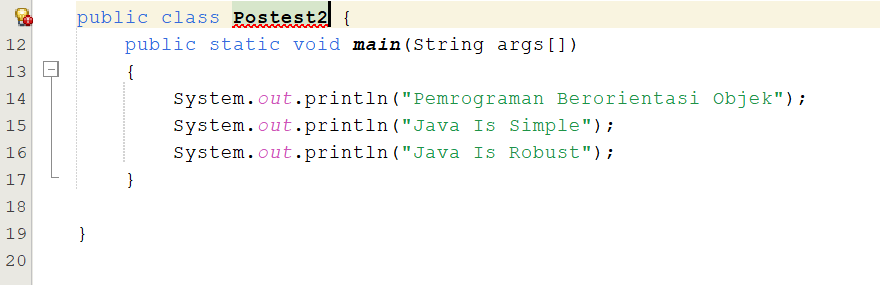 public class Postest2 {
12 public static void main(String args[])
13 {
14 System.out.println("Pemrograman Berorientasi Objek");
15 System.out.println("Java Is Simple");
16 System.out.println("Java Is Robust");
17 }
18
19 }
20